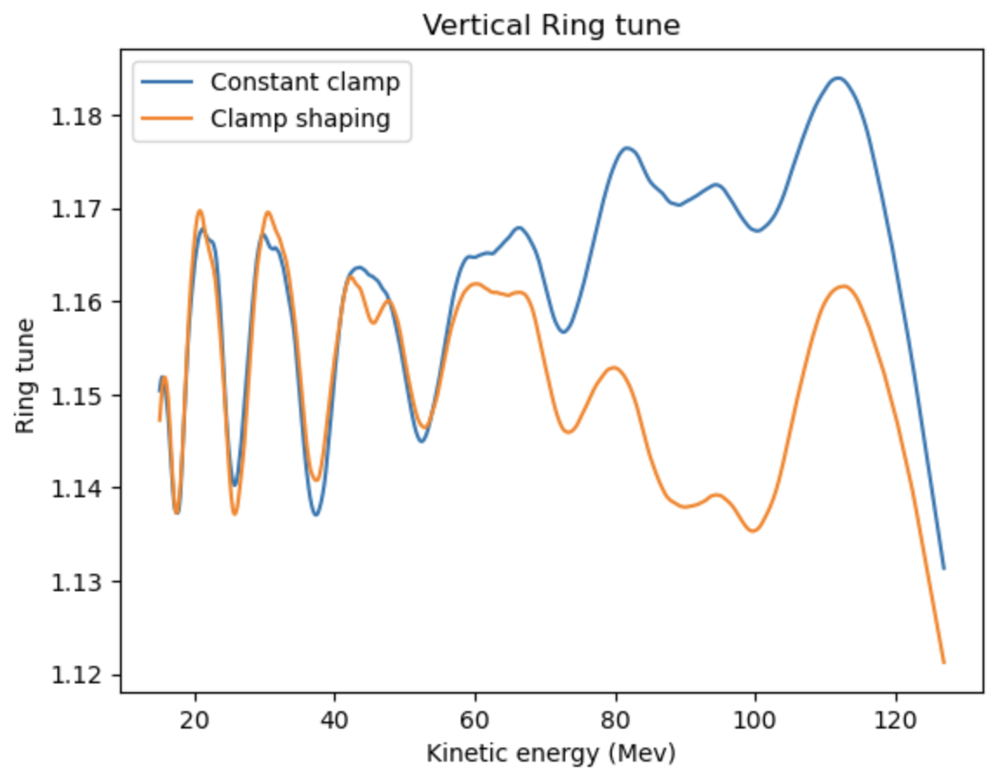 Vertical Ring tune
Constant clamp
Clamp shaping
1.18
1.17
1.16
1.15
1.14
1.13
1.12
Ring tune
20 40 60 80 100 120
Kinetic energy (Mev)